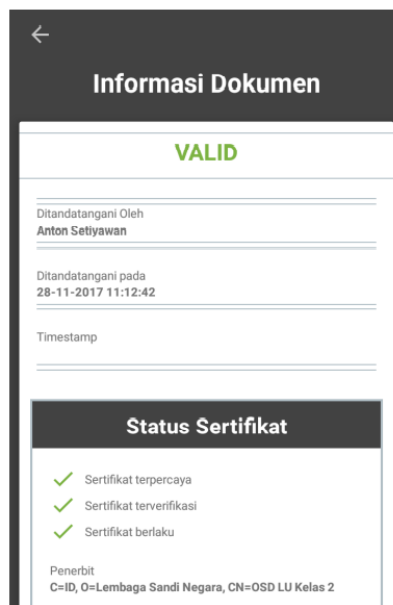 Informasi Dokumen
VALID
Ditandatangani Oleh
Anton Setiyawan
Ditandatangani pada
28-11-2017 11:12:42
Timestamp
Status Sertifikat
Sertifikat terpercaya
Sertifikat terverifikasi
Sertifikat berlaku
Penerbit
C=ID, O=Lembaga Sandi Negara, CN=OSD LU Kelas 2